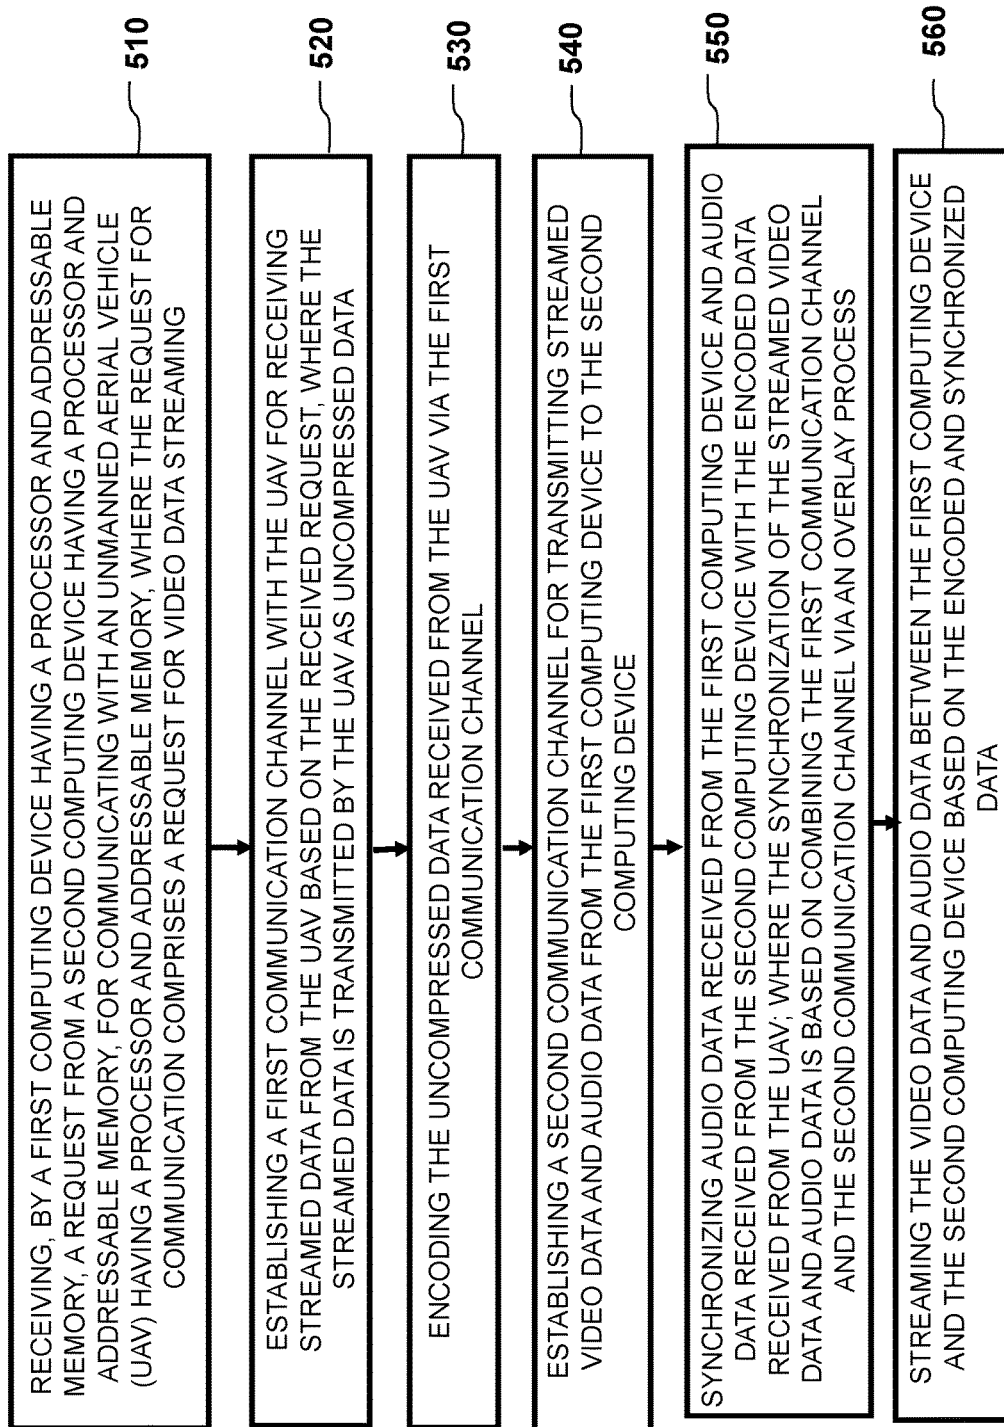 RECEIVING, BY A FIRST COMPUTING DEVICE HAVING A PROCESSOR AND ADDRESSABLE
MEMORY, A REQUEST FROM A SECOND COMPUTING DEVICE HAVING A PROCESSOR AND
ADDRESSABLE MEMORY, FOR COMMUNICATING WITH AN UNMANNED AERIAL VEHICLE
(UAV) HAVING A PROCESSOR AND ADDRESSABLE MEMORY, WHERE THE REQUEST FOR
COMMUNICATION COMPRISES A REQUEST FOR VIDEO DATA STREAMING
510
ESTABLISHING A FIRST COMMUNICATION CHANNEL WITH THE UAV FOR RECEIVING
STREAMED DATA FROM THE UAV BASED ON THE RECEIVED REQUEST, WHERE THE
STREAMED DATA IS TRANSMITTED BY THE UAV AS UNCOMPRESSED DATA
520
ENCODING THE UNCOMPRESSED DATA RECEIVED FROM THE UAV VIA THE FIRST
COMMUNICATION CHANNEL
530
ESTABLISHING A SECOND COMMUNICATION CHANNEL FOR TRANSMITTING STREAMED
VIDEO DATA AND AUDIO DATA FROM THE FIRST COMPUTING DEVICE TO THE SECOND
COMPUTING DEVICE
540
SYNCHRONIZING AUDIO DATA RECEIVED FROM THE FIRST COMPUTING DEVICE AND AUDIO
DATA RECEIVED FROM THE SECOND COMPUTING DEVICE WITH THE ENCODED DATA
RECEIVED FROM THE UAV; WHERE THE SYNCHRONIZATION OF THE STREAMED VIDEO
DATA AND AUDIO DATA IS BASED ON COMBINING THE FIRST COMMUNICATION CHANNEL
AND THE SECOND COMMUNICATION CHANNEL VIA AN OVERLAY PROCESS
550
STREAMING THE VIDEO DATA AND AUDIO DATA BETWEEN THE FIRST COMPUTING DEVICE
AND THE SECOND COMPUTING DEVICE BASED ON THE ENCODED AND SYNCHRONIZED
DATA
560